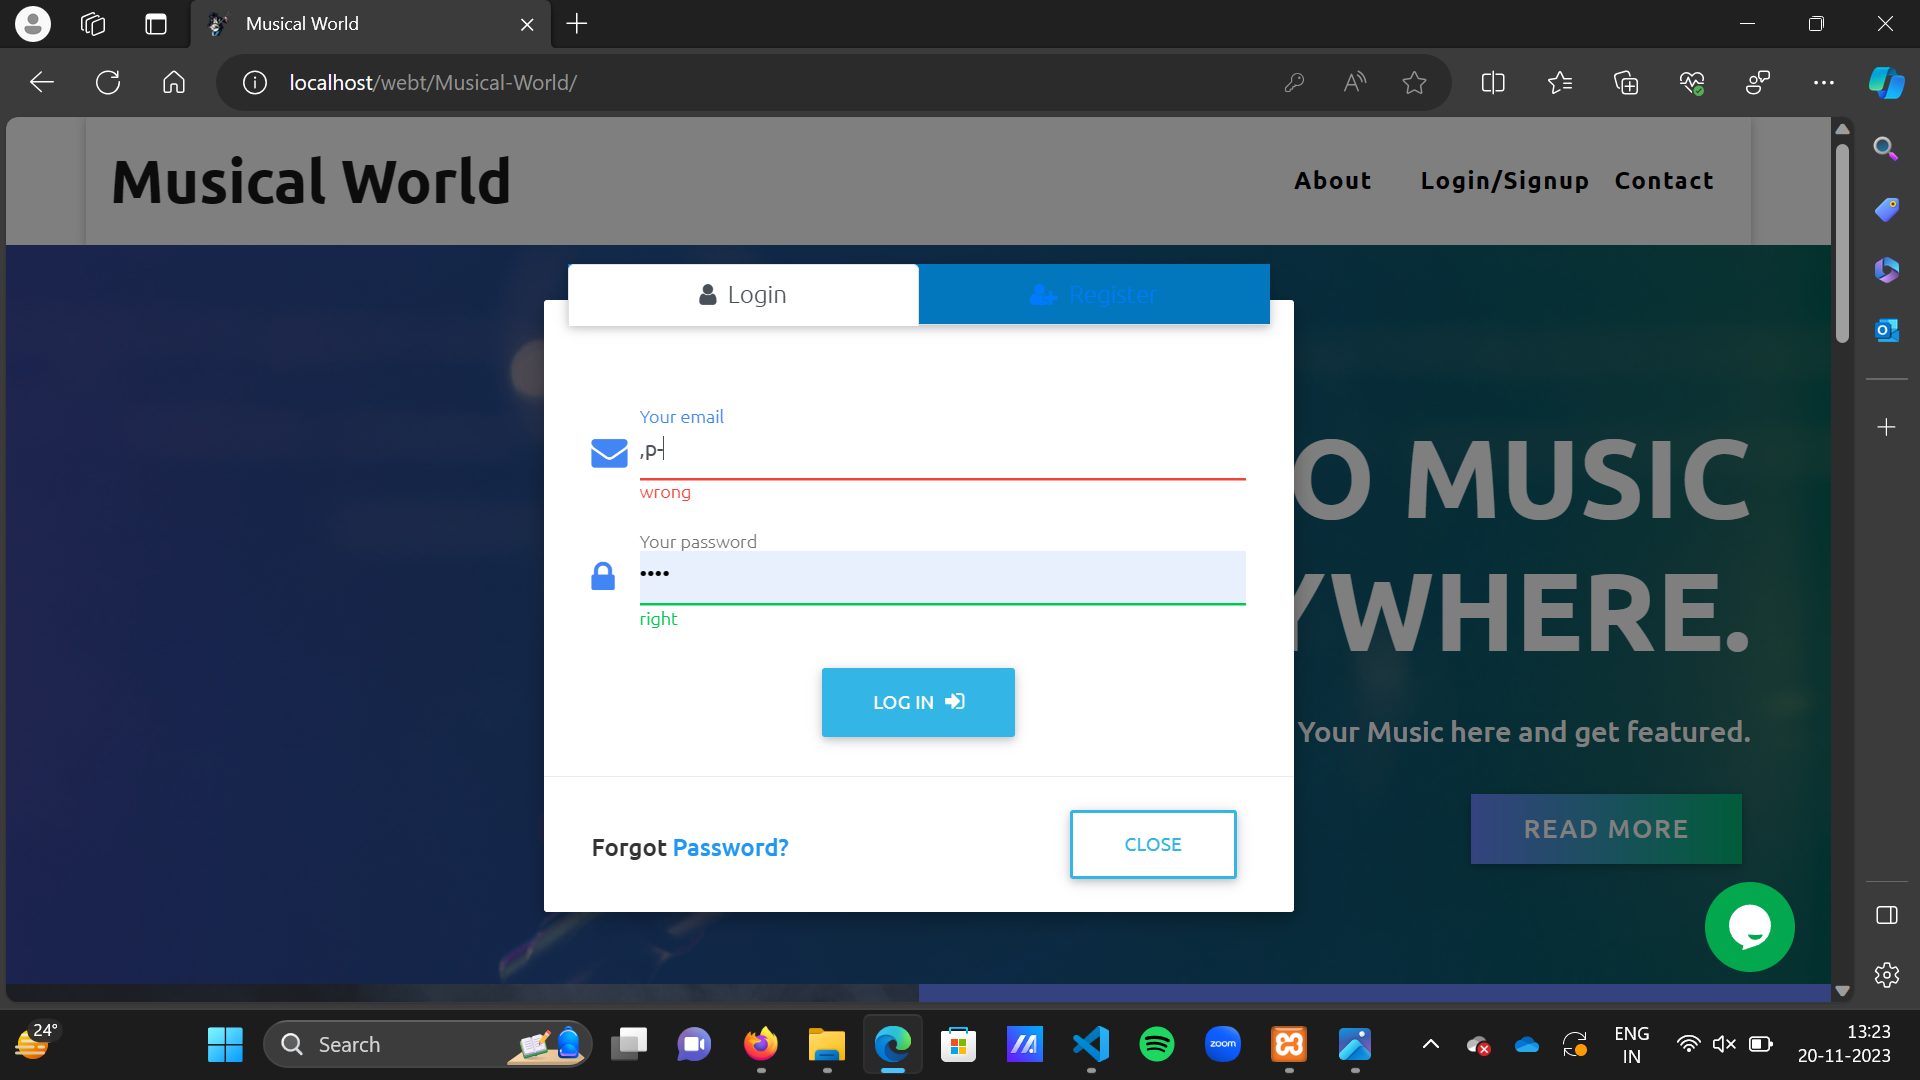 Musical World
localhost/webt/Musical-World/
Musical World
About Login/Signup Contact
Login Register
Your email
,p-
wrong
O MUSIC
Your password
••••
right
YWHERE.
LOG IN
Your Music here and get featured.
READ MORE
Forgot Password?
CLOSE
24°
Search
zoom
ENG
IN
13:23
20-11-2023